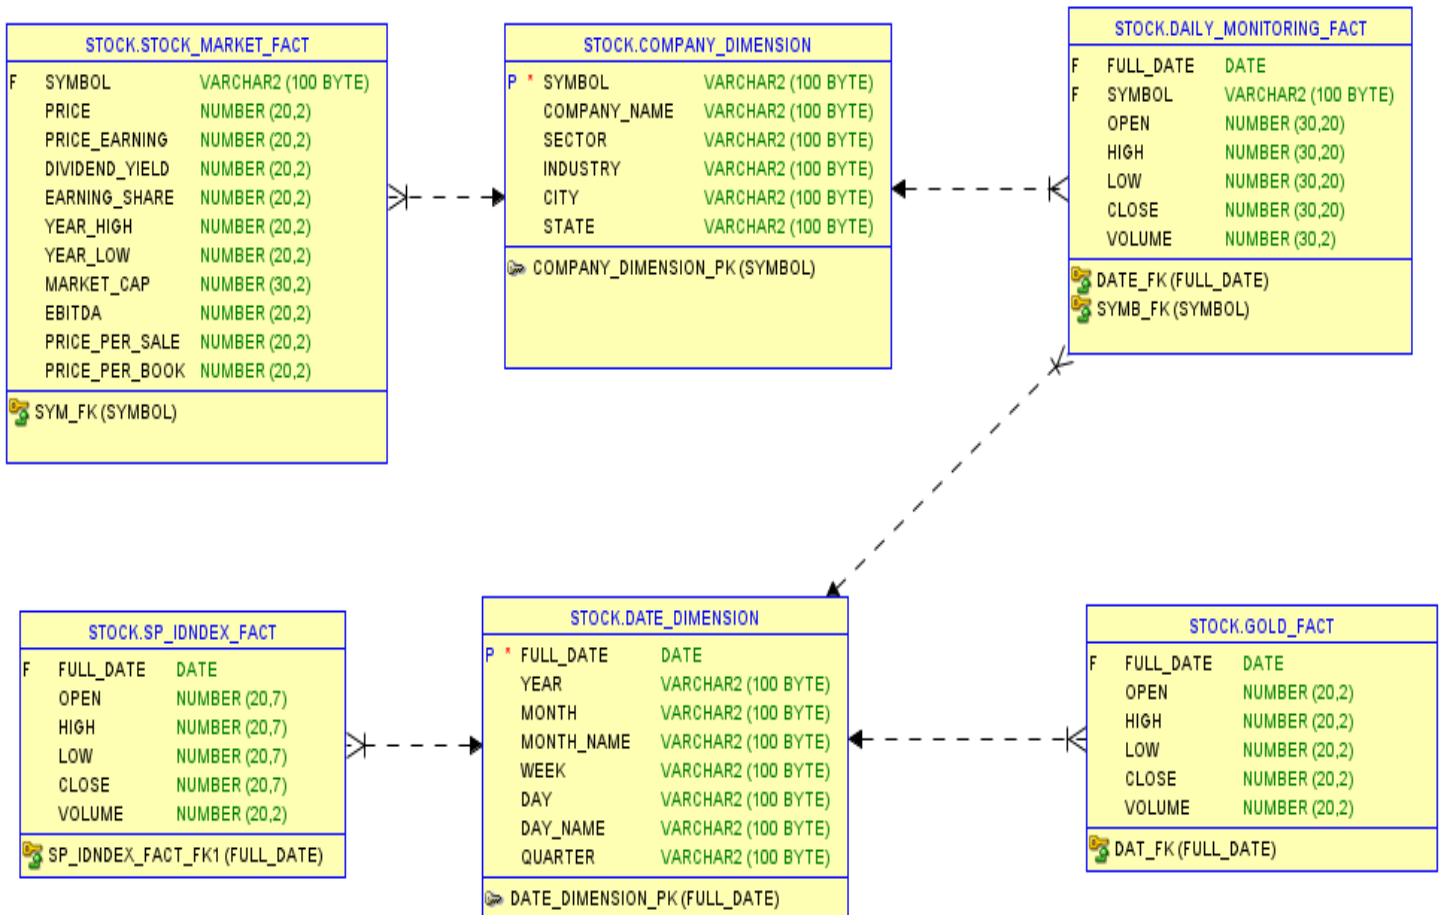 STOCK.STOCK_MARKET_FACT
F SYMBOL VARCHAR2 (100 BYTE)
PRICE NUMBER (20,2)
PRICE_EARNING NUMBER (20,2)
DIVIDEND_YIELD NUMBER (20,2)
EARNING_SHARE NUMBER (20,2)
YEAR_HIGH NUMBER (20,2)
YEAR_LOW NUMBER (20,2)
MARKET_CAP NUMBER (30,2)
EBITDA NUMBER (20,2)
PRICE_PER_SALE NUMBER (20,2)
PRICE_PER_BOOK NUMBER (20,2)
SYM_FK (SYMBOL)
STOCK.COMPANY_DIMENSION
P * SYMBOL VARCHAR2 (100 BYTE)
COMPANY_NAME VARCHAR2 (100 BYTE)
SECTOR VARCHAR2 (100 BYTE)
INDUSTRY VARCHAR2 (100 BYTE)
CITY VARCHAR2 (100 BYTE)
STATE VARCHAR2 (100 BYTE)
COMPANY_DIMENSION_PK (SYMBOL)
STOCK.DAILY_MONITORING_FACT
F FULL_DATE DATE
F SYMBOL VARCHAR2 (100 BYTE)
OPEN NUMBER (30,20)
HIGH NUMBER (30,20)
LOW NUMBER (30,20)
CLOSE NUMBER (30,20)
VOLUME NUMBER (30,2)
DATE_FK (FULL_DATE)
SYMB_FK (SYMBOL)
STOCK.SP_IDNDEX_FACT
F FULL_DATE DATE
OPEN NUMBER (20,7)
HIGH NUMBER (20,7)
LOW NUMBER (20,7)
CLOSE NUMBER (20,7)
VOLUME NUMBER (20,2)
SP_IDNDEX_FACT_FK1 (FULL_DATE)
STOCK.DATE_DIMENSION
P * FULL_DATE DATE
YEAR VARCHAR2 (100 BYTE)
MONTH VARCHAR2 (100 BYTE)
MONTH_NAME VARCHAR2 (100 BYTE)
WEEK VARCHAR2 (100 BYTE)
DAY VARCHAR2 (100 BYTE)
DAY_NAME VARCHAR2 (100 BYTE)
QUARTER VARCHAR2 (100 BYTE)
DATE_DIMENSION_PK (FULL_DATE)
STOCK.GOLD_FACT
F FULL_DATE DATE
OPEN NUMBER (20,2)
HIGH NUMBER (20,2)
LOW NUMBER (20,2)
CLOSE NUMBER (20,2)
VOLUME NUMBER (20,2)
DAT_FK (FULL_DATE)